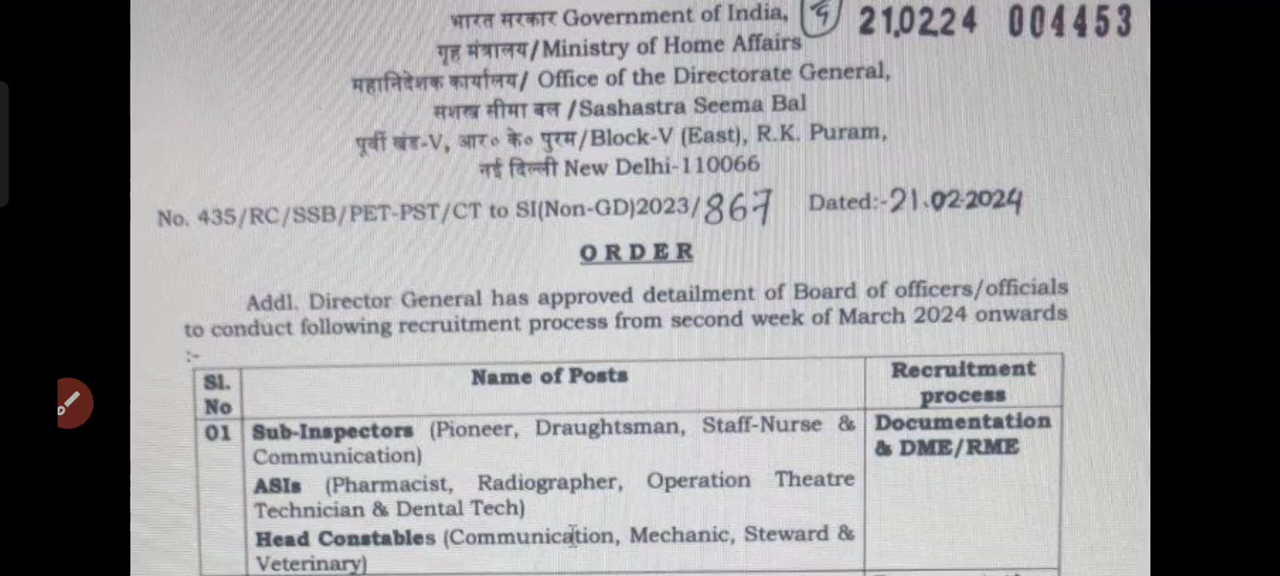 भारत सरकार Government of India, 5 21.0224 004453
गृह मंत्रालय/Ministry of Home Affairs
महानिदेशक कार्यालय/ Office of the Directorate General,
सशस्त्र सीमा बल /Sashastra Seema Bal
पूर्वी खंड-V, आर० के० पुरम/Block-V (East), R.K. Puram,
नई दिल्ली New Delhi-110066
No. 435/RC/SSB/PET-PST/CT to SI(Non-GD)2023/867 Dated:-21.02.2024
ORDER
Addl. Director General has approved detailment of Board of officers/officials
to conduct following recruitment process from second week of March 2024 onwards
:-
Sl. No Name of Posts Recruitment process
01 Sub-Inspectors (Pioneer, Draughtsman, Staff-Nurse & Documentation
Communication) & DME/RME
ASIs (Pharmacist, Radiographer, Operation Theatre
Technician & Dental Tech)
Head Constables (Communication, Mechanic, Steward &
Veterinary)